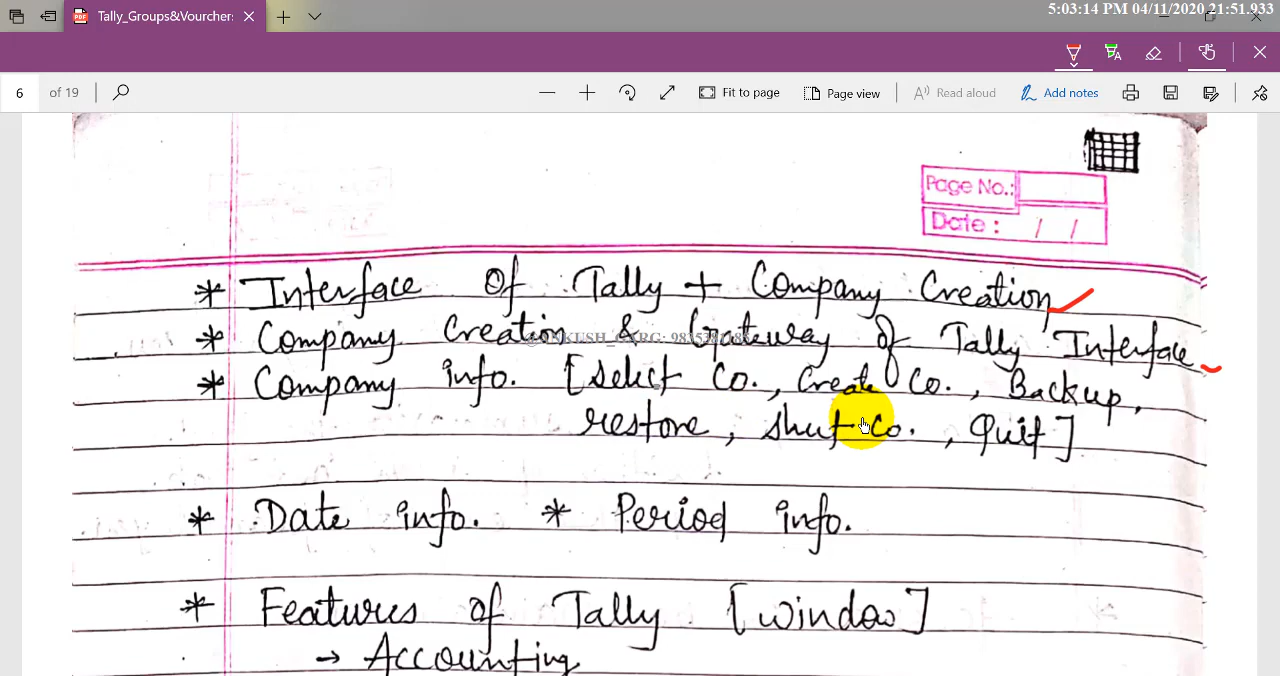 Tally_Groups&Vourchers
5:03:14 PM 04/11/2020 21:51.933
6 of 19
Fit to page
Page view
Read aloud
Add notes
Page No.:
Date : / /
* Interface Of Tally + Company Creation
* Company Creation & Gateway Of Tally Interface
* Company info. [Select Co., Create Co., Backup,
restore, Shut Co., Quit]
* Date info. * Period info.
* Features of Tally [Window]
→ Accounting